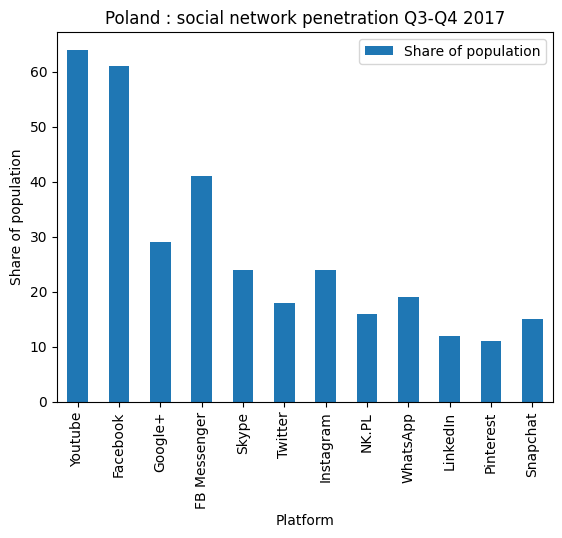 Poland : social network penetration Q3-Q4 2017
Share of population
Share of population
60
50
40
30
20
10
0
Youtube
Facebook
Google+
FB Messenger
Skype
Twitter
Instagram
NK.PL
WhatsApp
LinkedIn
Pinterest
Snapchat
Platform